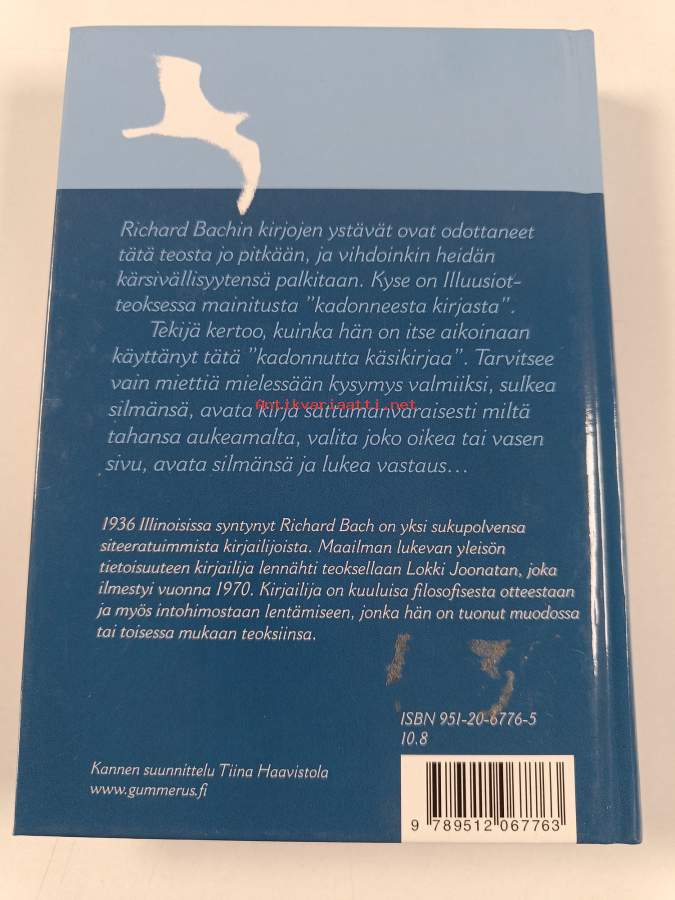 Richard Bachin kirjojen ystävät ovat odottaneet
tätä teosta jo pitkään, ja vihdoinkin heidän
kärsivällisyytensä palkitaan. Kyse on Illuusiot-
teoksessa mainitusta ”kadonneesta kirjasta”.
Tekijä kertoo, kuinka hän on itse aikoinaan
käyttänyt tätä ”kadonnutta käsikirjaa”. Tarvitsee
vain miettiä mielessään kysymys valmiiksi, sulkea
Antikvariaatti.net
silmänsä, avata kirja sattumanvaraisesti miltä
tahansa aukeamalta, valita joko oikea tai vasen
sivu, avata silmänsä ja lukea vastaus...
1936 Illinoisissa syntynyt Richard Bach on yksi sukupolvensa
siteeratuimmista kirjailijoista. Maailman lukevan yleisön
tietoisuuteen kirjailija lennähti teoksellaan Lokki Joonatan, joka
ilmestyi vuonna 1970. Kirjailija on kuuluisa filosofisesta otteestaan
ja myös intohimostaan lentämiseen, jonka hän on tuonut muodossa
tai toisessa mukaan teoksiinsa.
ISBN 951-20-6776-5
10.8
Kannen suunnittelu Tiina Haavistola
www.gummerus.fi
9 789512 067763